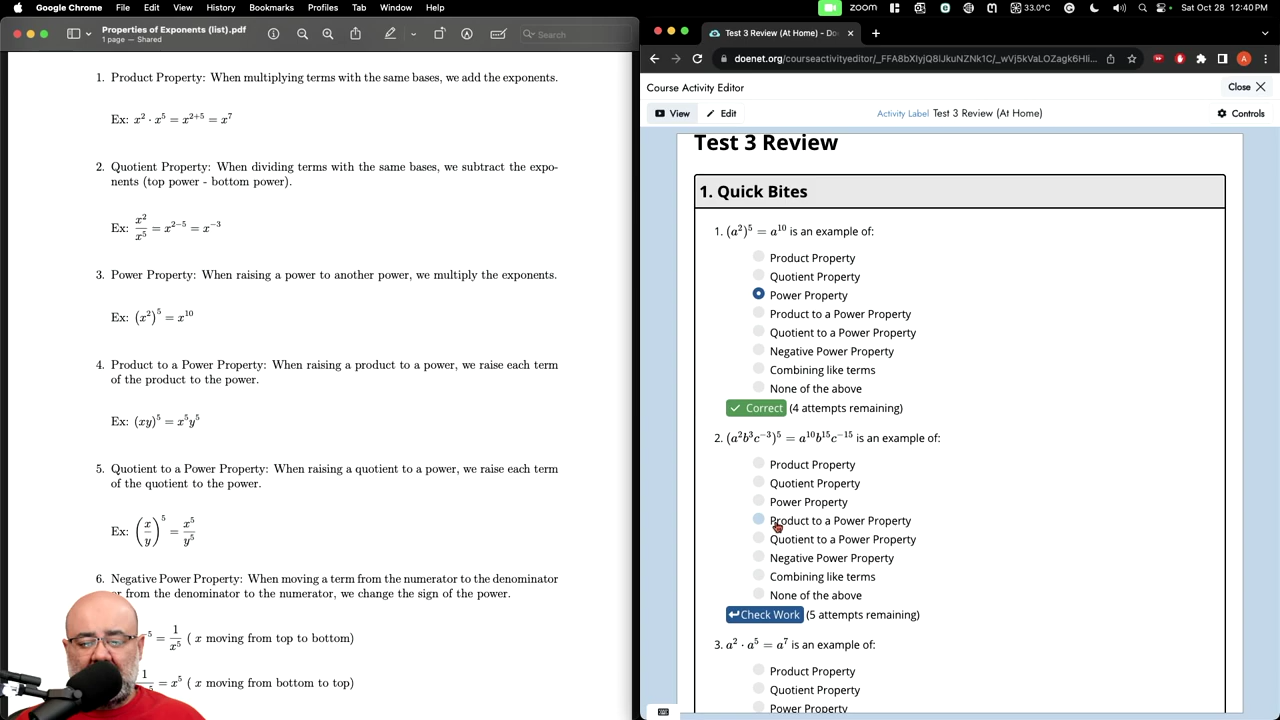 Google Chrome File Edit View History Bookmarks Profiles Tab Window Help
zoom 33.0°C Sat Oct 28 12:40 PM
Properties of Exponents (list).pdf
1 page — Shared
Search
1. Product Property: When multiplying terms with the same bases, we add the exponents.
Ex: x² · x⁵ = x²⁺⁵ = x⁷
2. Quotient Property: When dividing terms with the same bases, we subtract the expo-
nents (top power - bottom power).
Ex: x²/x⁵ = x²⁻⁵ = x⁻³
3. Power Property: When raising a power to another power, we multiply the exponents.
Ex: (x²)⁵ = x¹⁰
4. Product to a Power Property: When raising a product to a power, we raise each term
of the product to the power.
Ex: (xy)⁵ = x⁵y⁵
5. Quotient to a Power Property: When raising a quotient to a power, we raise each term
of the quotient to the power.
Ex: (x/y)⁵ = x⁵/y⁵
6. Negative Power Property: When moving a term from the numerator to the denominator
or from the denominator to the numerator, we change the sign of the power.
⁻⁵ = 1/x⁵ ( x moving from top to bottom)
= x⁵ ( x moving from bottom to top)
Test 3 Review (At Home) - Doe
doenet.org/courseactivityeditor/
Course Activity Editor
Close
View Edit Activity Label Test 3 Review (At Home) Controls
Test 3 Review
1. Quick Bites
1. (a²)⁵ = a¹⁰ is an example of:
Product Property
Quotient Property
Power Property
Product to a Power Property
Quotient to a Power Property
Negative Power Property
Combining like terms
None of the above
Correct (4 attempts remaining)
2. (a²b³c⁻³)⁵ = a¹⁰b¹⁵c⁻¹⁵ is an example of:
Product Property
Quotient Property
Power Property
Product to a Power Property
Quotient to a Power Property
Negative Power Property
Combining like terms
None of the above
Check Work (5 attempts remaining)
3. a² · a⁵ = a⁷ is an example of:
Product Property
Quotient Property
Power Property